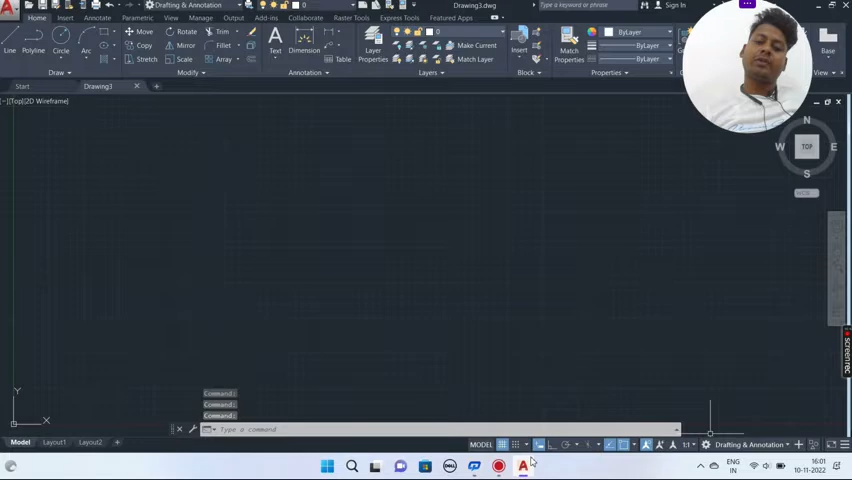 Drafting & Annotation
Drawing3.dwg
Type a keyword or phrase
Sign In
Home Insert Annotate Parametric View Manage Output Add-ins Collaborate Raster Tools Express Tools Featured Apps
Line Polyline Circle Arc
Move Rotate Trim
Copy Mirror Fillet
Stretch Scale Array
Text Dimension
Table
Layer Properties
0
Make Current
Match Layer
Insert
Match Properties
ByLayer
ByLayer
ByLayer
Base
Draw Modify Annotation Layers Properties View
Start Drawing3
[−][Top][2D Wireframe]
N
W TOP E
S
WCS
screenrec
Y
X
Command:
Command:
Command:
Type a command
Model Layout1 Layout2 +
MODEL
1:1
Drafting & Annotation
DELL
A
ENG
IN
16:01
10-11-2022